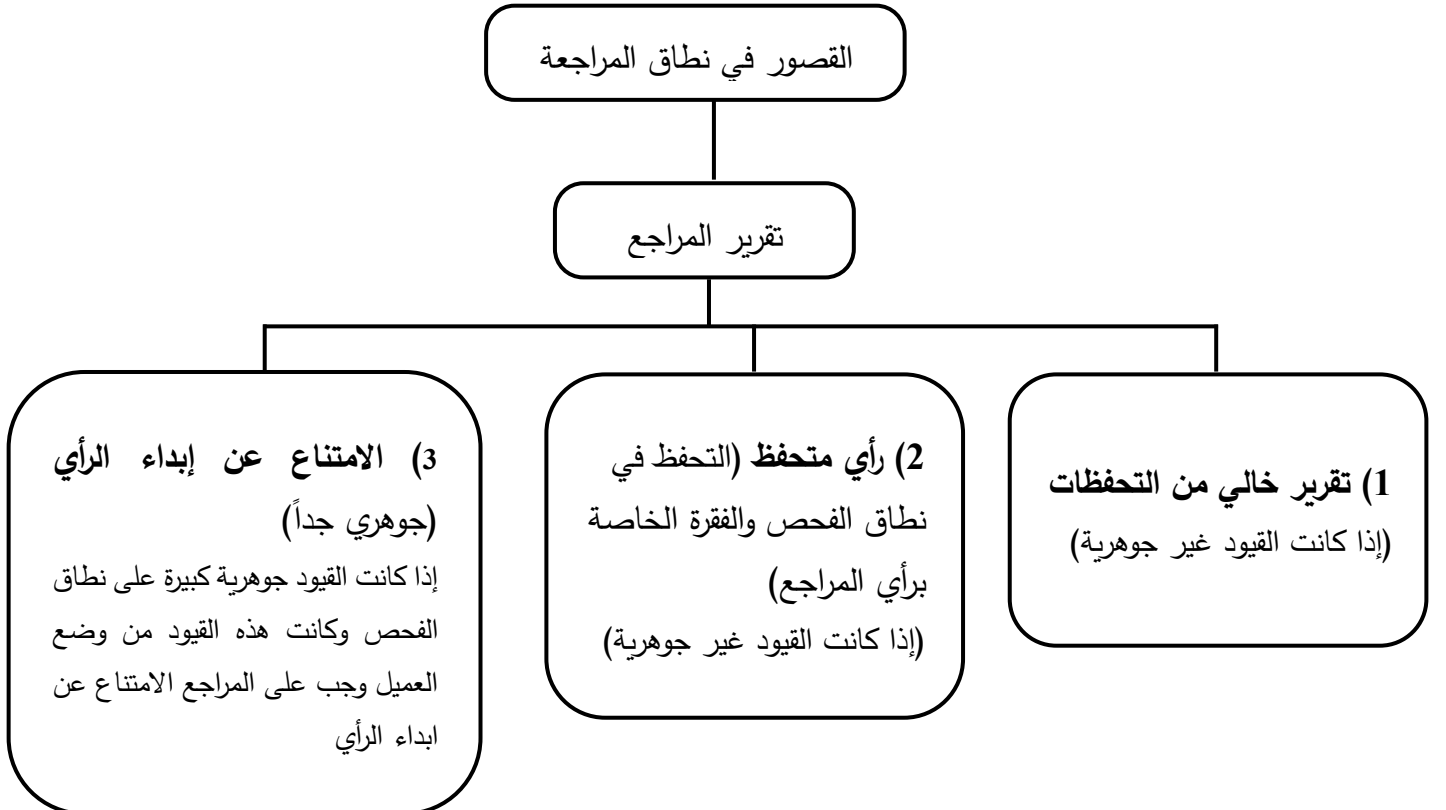 القصور في نطاق المراجعة
تقرير المراجع
1) تقرير خالي من التحفظات
(إذا كانت القيود غير جوهرية)
2) رأي متحفظ (التحفظ في
نطاق الفحص والفقرة الخاصة
برأي المراجع)
(إذا كانت القيود غير جوهرية)
3) الامتناع عن إبداء الرأي
(جوهري جداً)
إذا كانت القيود جوهرية كبيرة على نطاق
الفحص وكانت هذه القيود من وضع
العميل وجب على المراجع الامتناع عن
ابداء الرأي